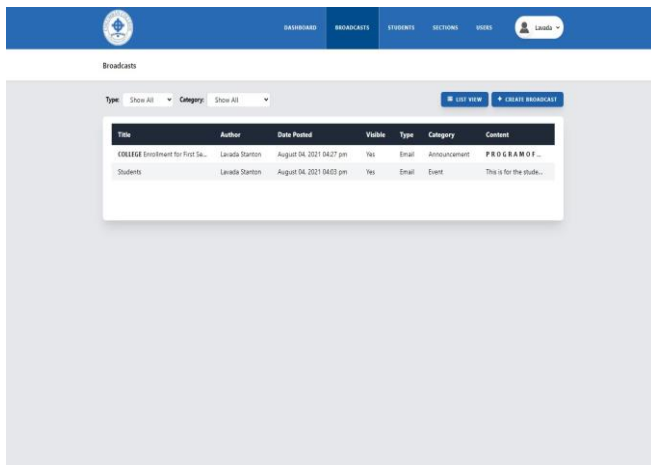 DASHBOARD BROADCASTS STUDENTS SECTIONS USERS Lavada
Broadcasts
Type: Show All Category: Show All LIST VIEW + CREATE BROADCAST
Title Author Date Posted Visible Type Category Content
COLLEGE Enrollment for First Se... Lavada Stanton August 04, 2021 04:27 pm Yes Email Announcement P R O G R A M O F ...
Students Lavada Stanton August 04, 2021 04:03 pm Yes Email Event This is for the stude...